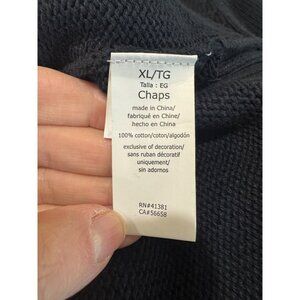 XL/TG
Talla : EG
Chaps
made in China/
fabriqué en Chine/
hecho en China
100% cotton/coton/algodón
exclusive of decoration/
sans ruban décoratif
uniquement/
sin adornos
RN#41381
CA#56658